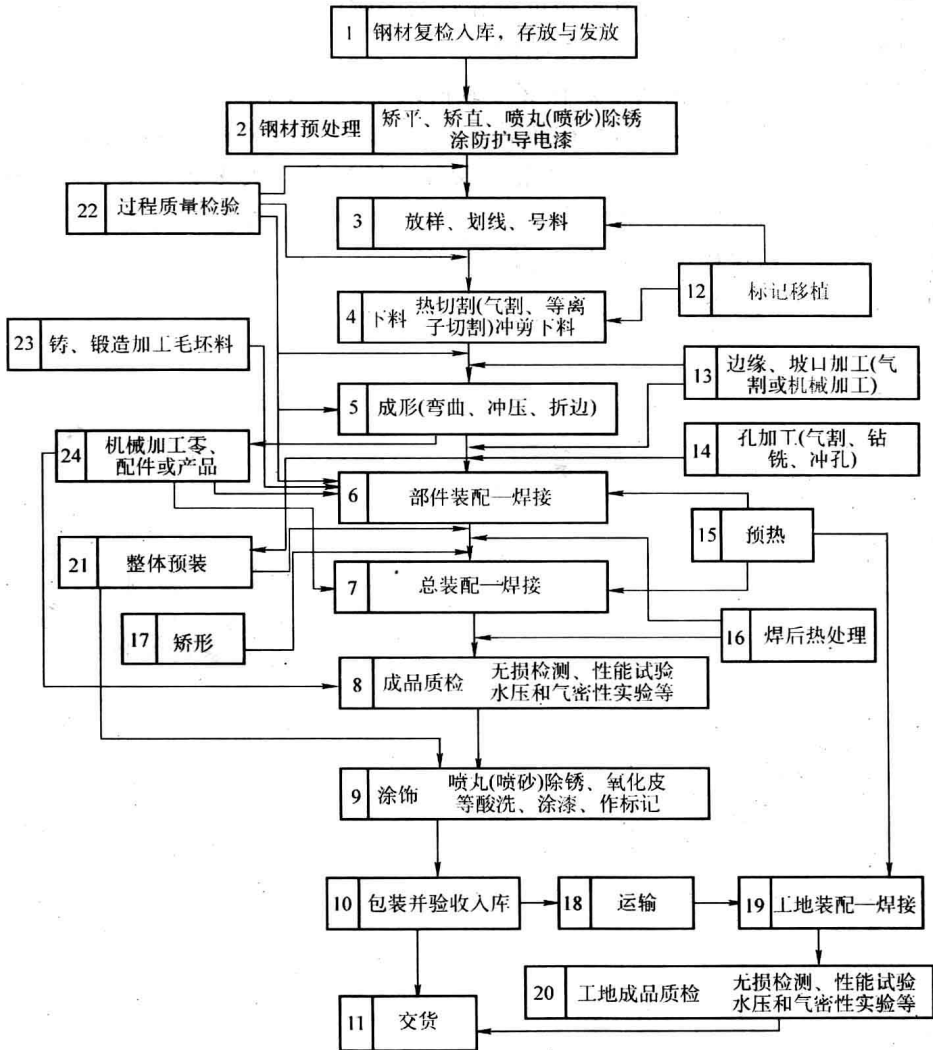 1 钢材复检入库，存放与发放
2 钢材预处理 矫平、矫直、喷丸(喷砂)除锈
涂防护导电漆
22 过程质量检验
3 放样、划线、号料
12 标记移植
4 下料 热切割(气割、等离
子切割)冲剪下料
23 铸、锻造加工毛坯料
13 边缘、坡口加工(气
割或机械加工)
5 成形(弯曲、冲压、折边)
24 机械加工零、
配件或产品
14 孔加工(气割、钻
铣、冲孔)
6 部件装配一焊接
15 预热
21 整体预装
7 总装配一焊接
17 矫形
16 焊后热处理
8 成品质检 无损检测、性能试验
水压和气密性实验等
9 涂饰 喷丸(喷砂)除锈、氧化皮
等酸洗、涂漆、作标记
10 包装并验收入库
18 运输
19 工地装配一焊接
20 工地成品质检 无损检测、性能试验
水压和气密性实验等
11 交货